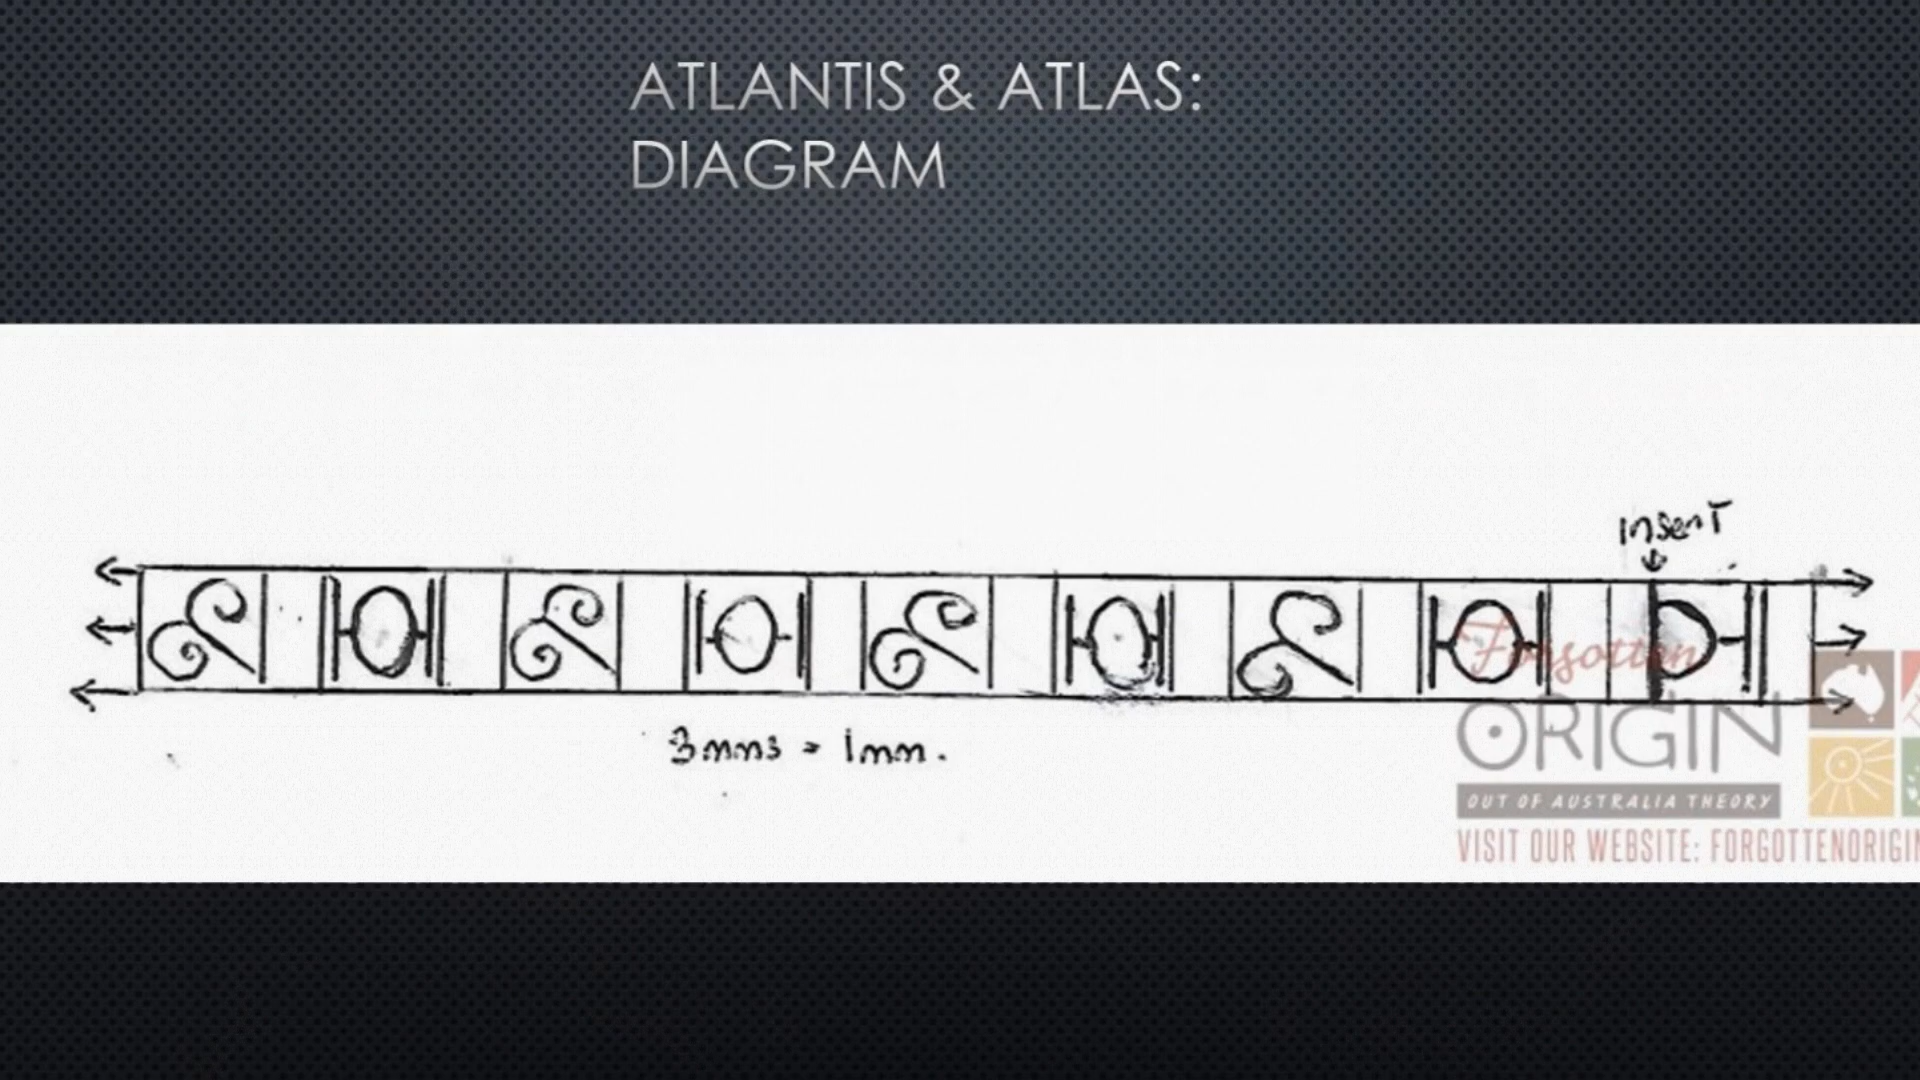 ATLANTIS & ATLAS:
DIAGRAM
insert
3mms = 1mm.
Forgotten
ORIGIN
OUT OF AUSTRALIA THEORY
VISIT OUR WEBSITE: FORGOTTENORIGIN